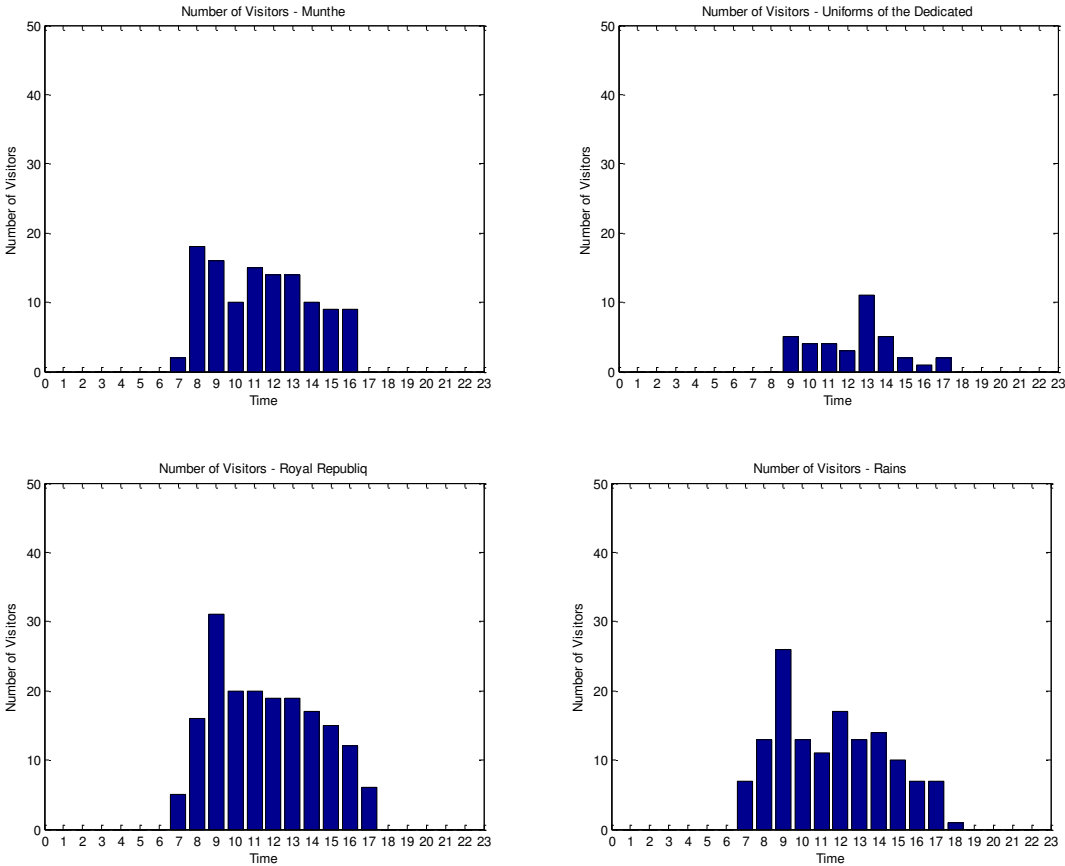 Number of Visitors - Munthe
50
40
30
20
10
0
Number of Visitors
0 1 2 3 4 5 6 7 8 9 10 11 12 13 14 15 16 17 18 19 20 21 22 23
Time
Number of Visitors - Uniforms of the Dedicated
50
40
30
20
10
0
Number of Visitors
0 1 2 3 4 5 6 7 8 9 10 11 12 13 14 15 16 17 18 19 20 21 22 23
Time
Number of Visitors - Royal Republiq
50
40
30
20
10
0
Number of Visitors
0 1 2 3 4 5 6 7 8 9 10 11 12 13 14 15 16 17 18 19 20 21 22 23
Time
Number of Visitors - Rains
50
40
30
20
10
0
Number of Visitors
0 1 2 3 4 5 6 7 8 9 10 11 12 13 14 15 16 17 18 19 20 21 22 23
Time